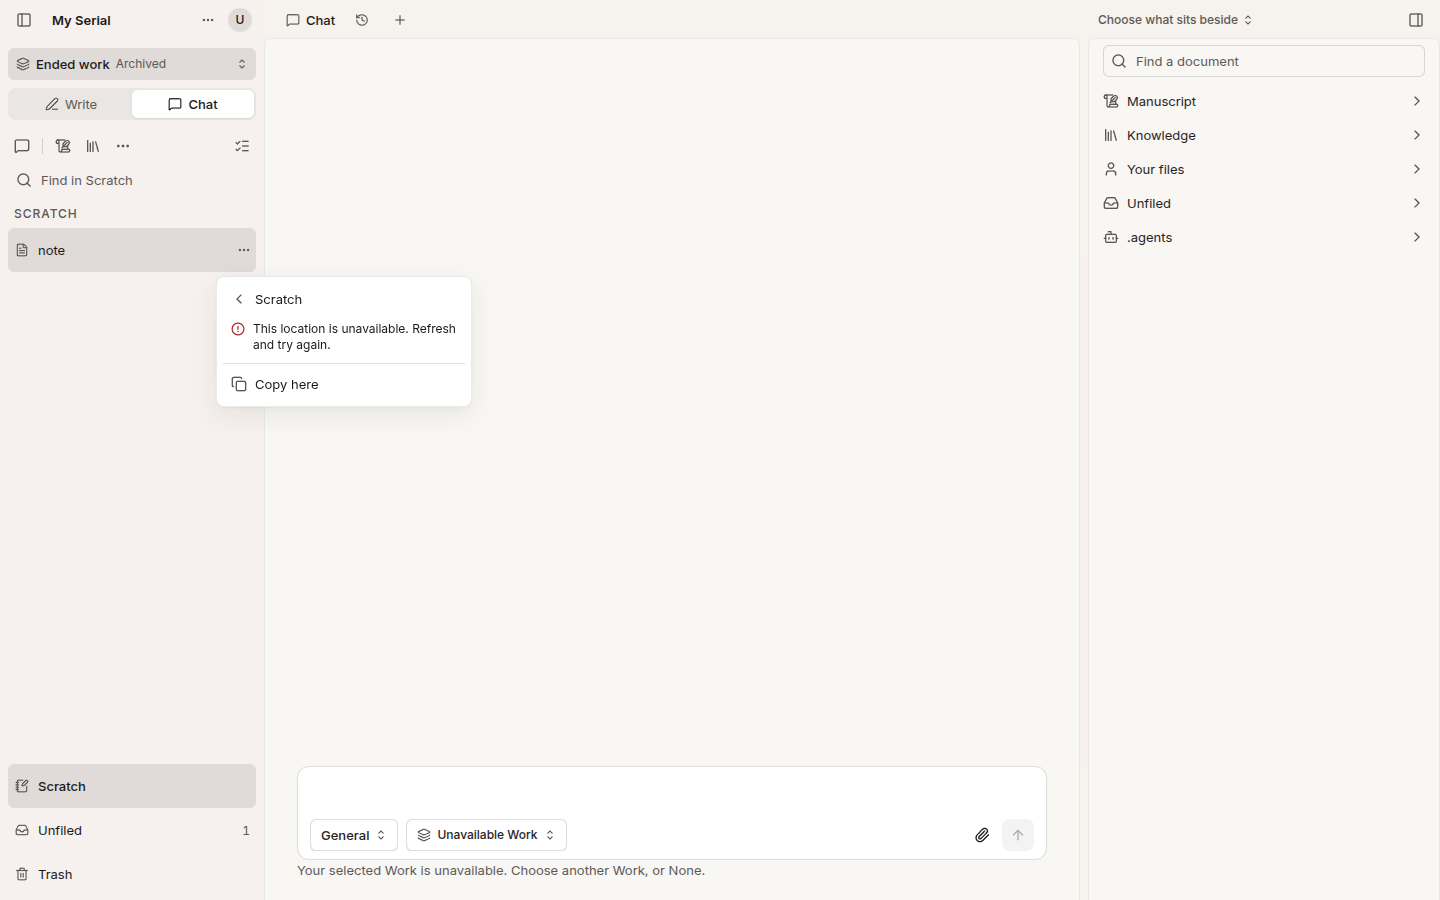 My Serial
U
Ended work Archived
Write
Chat
Find in Scratch
SCRATCH
note
Scratch
This location is unavailable. Refresh
and try again.
Copy here
Scratch
Unfiled 1
Trash
Chat
General
Unavailable Work
Your selected Work is unavailable. Choose another Work, or None.
Choose what sits beside
Find a document
Manuscript
Knowledge
Your files
Unfiled
.agents